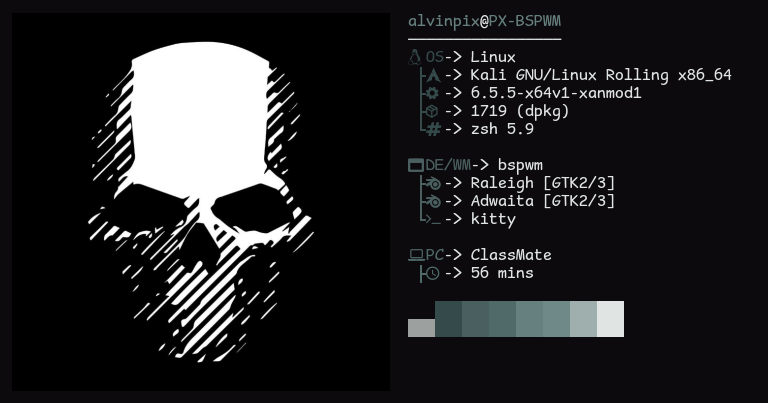 alvinpix@PX-BSPWM
OS-> Linux
-> Kali GNU/Linux Rolling x86_64
-> 6.5.5-x64v1-xanmod1
-> 1719 (dpkg)
-> zsh 5.9
DE/WM-> bspwm
-> Raleigh [GTK2/3]
-> Adwaita [GTK2/3]
-> kitty
PC-> ClassMate
-> 56 mins